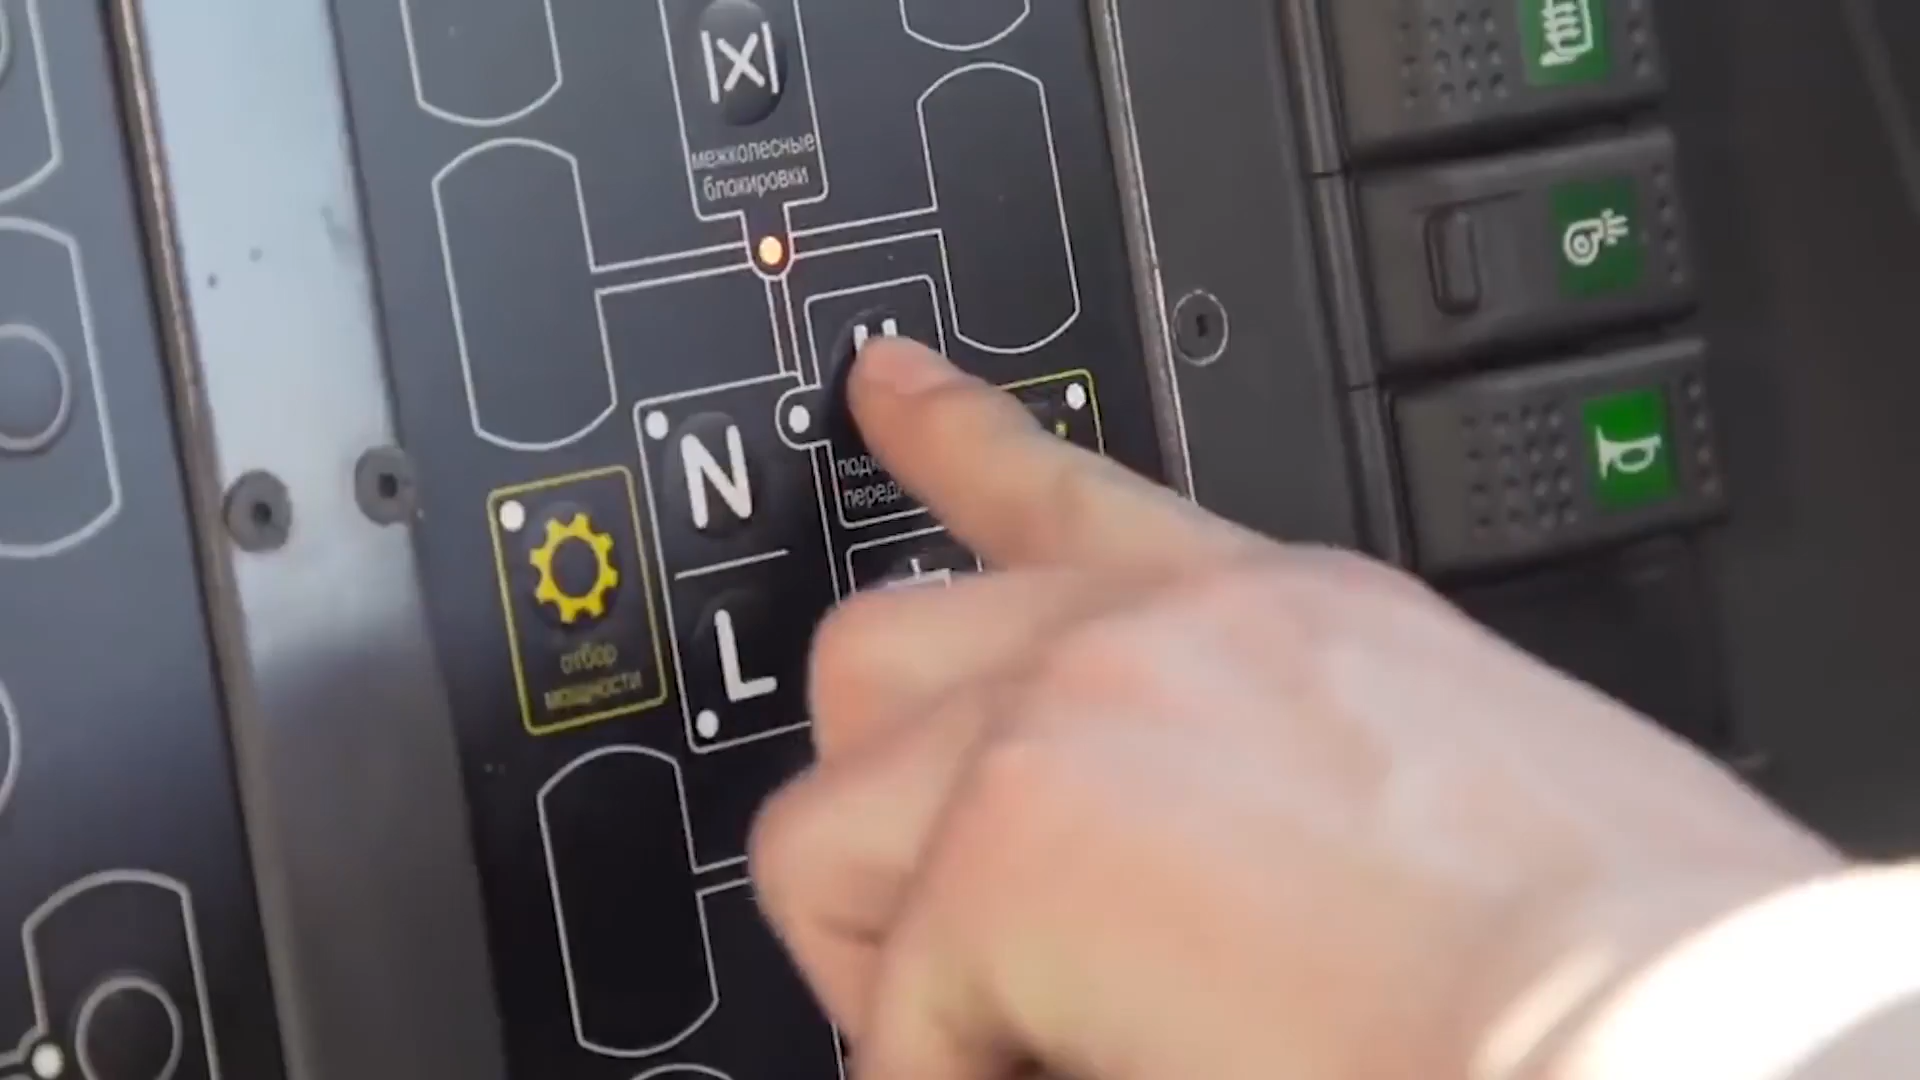 |X|
межколесные
блокировки
N
L
отбор
мощности